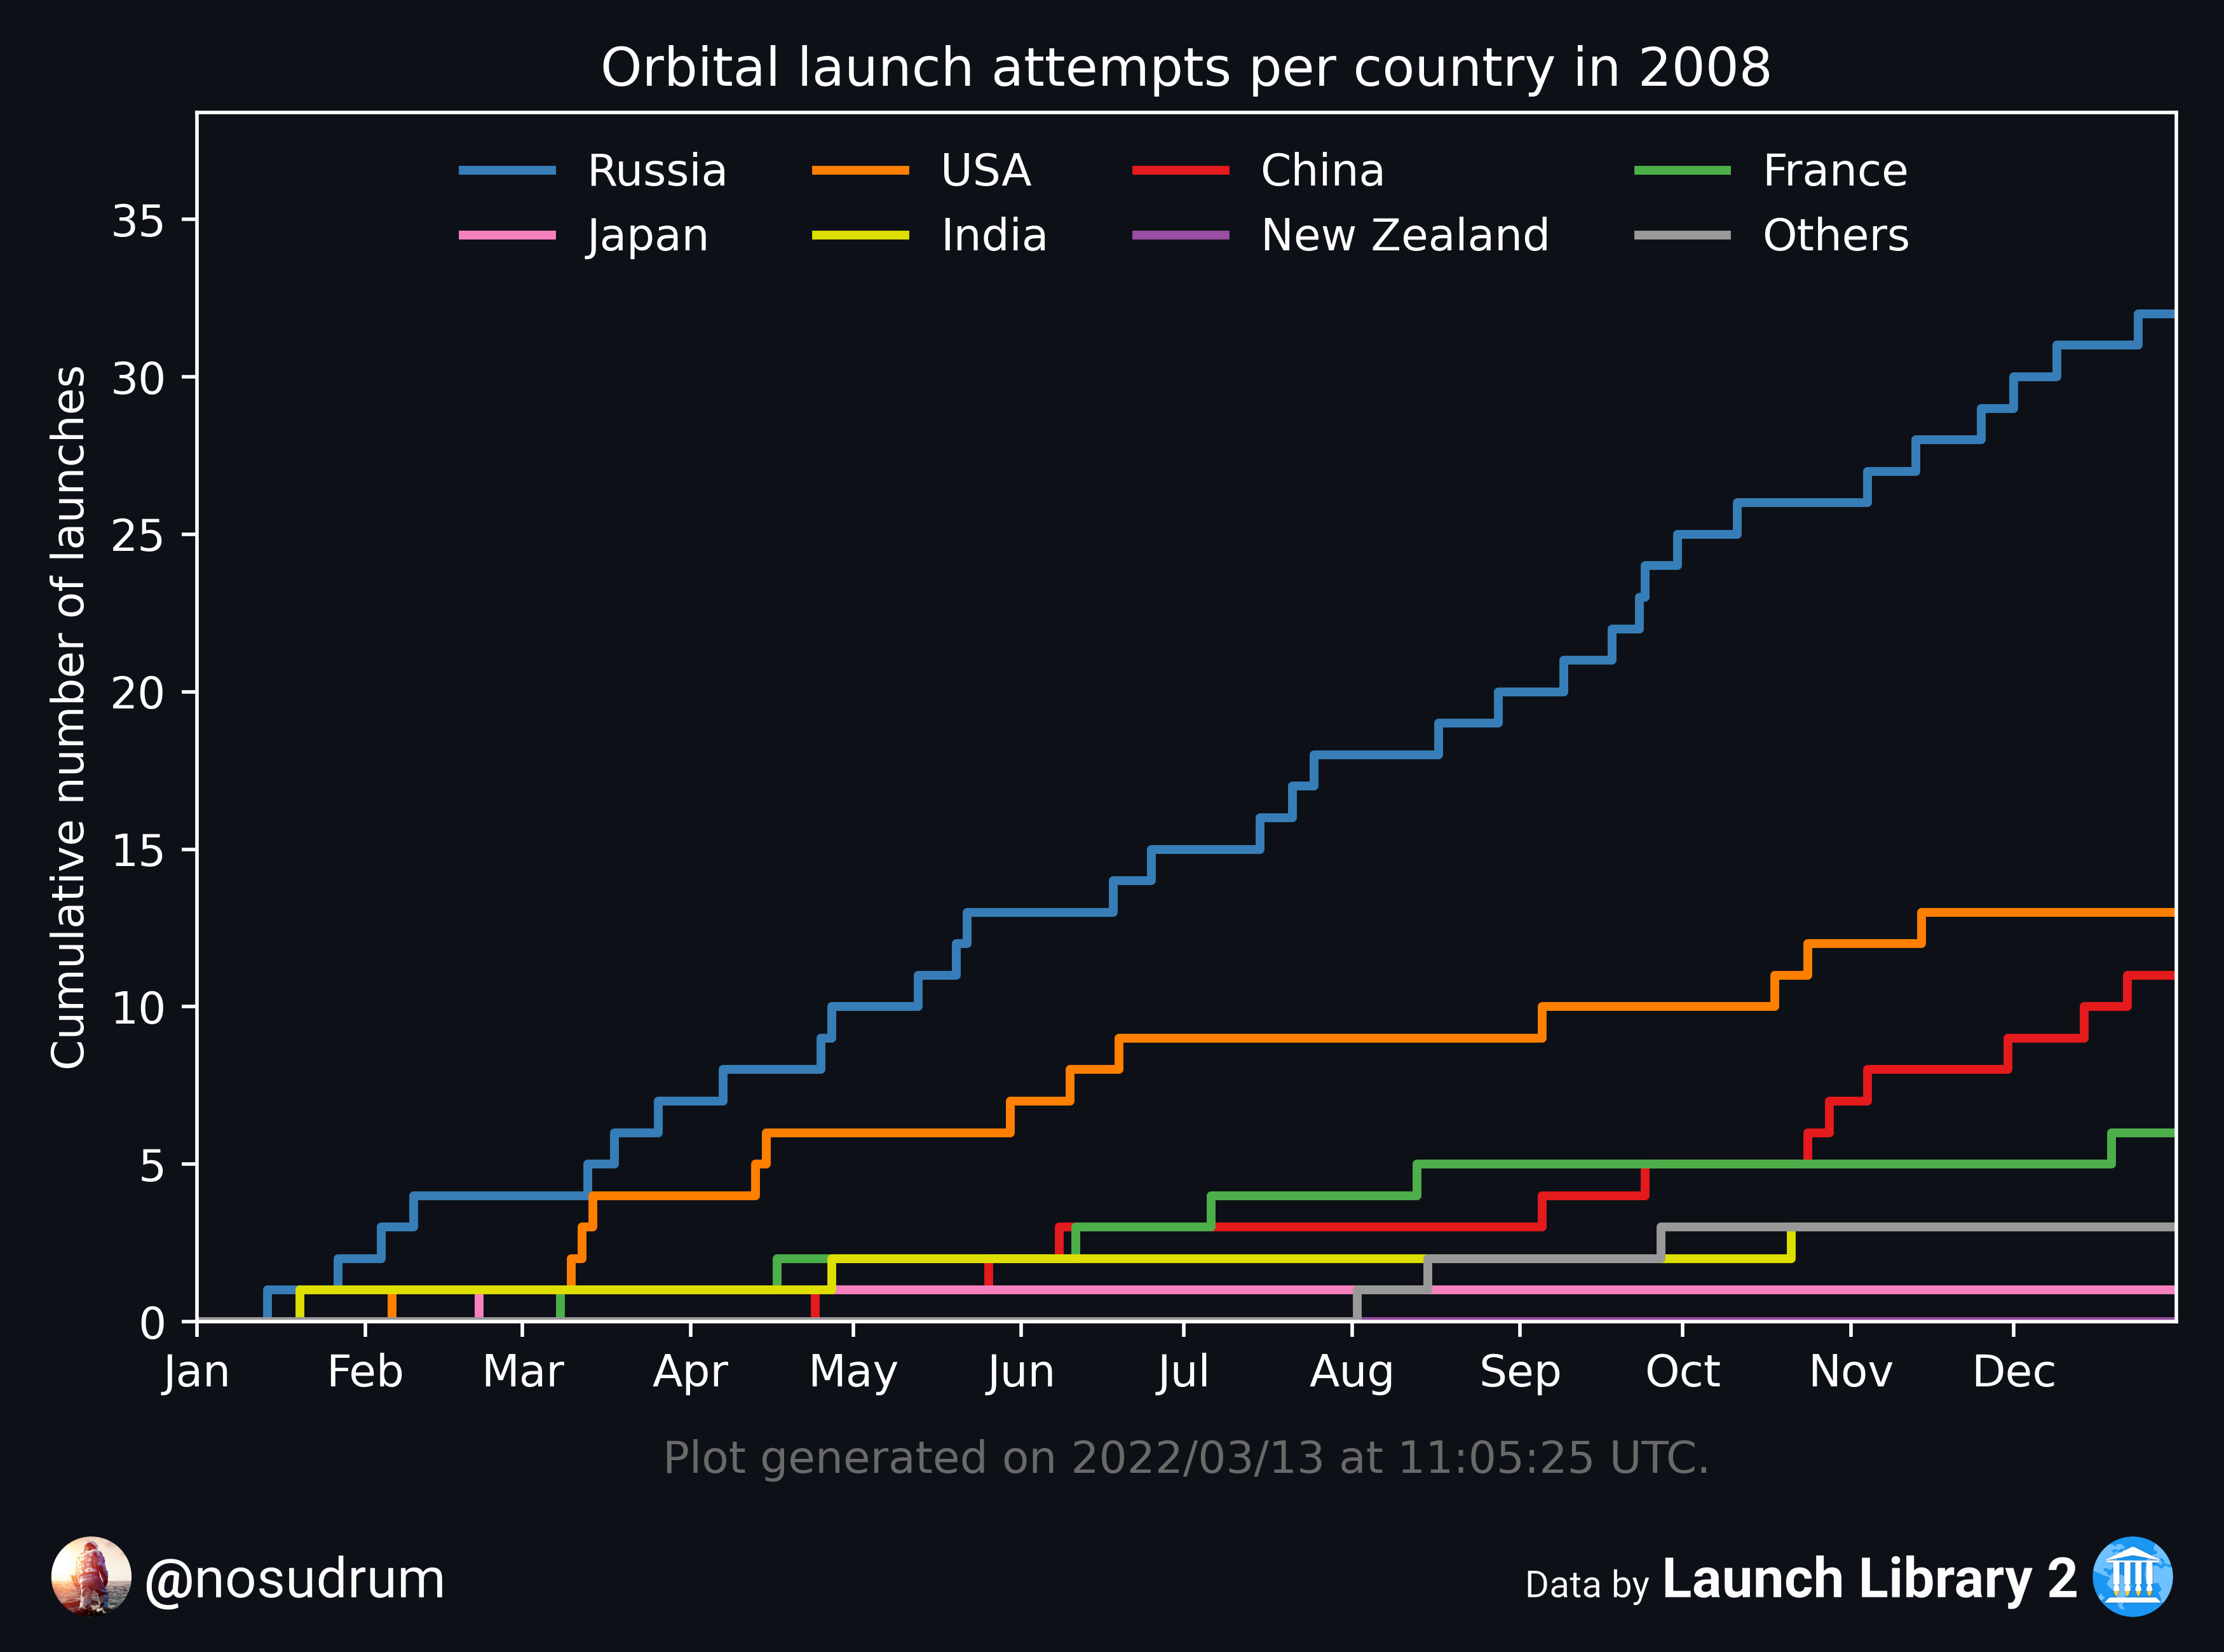 Orbital launch attempts per country in 2008
Russia USA China France
Japan India New Zealand Others
Cumulative number of launches
35
30
25
20
15
10
5
0
Jan Feb Mar Apr May Jun Jul Aug Sep Oct Nov Dec
Plot generated on 2022/03/13 at 11:05:25 UTC.
@nosudrum
Data by Launch Library 2